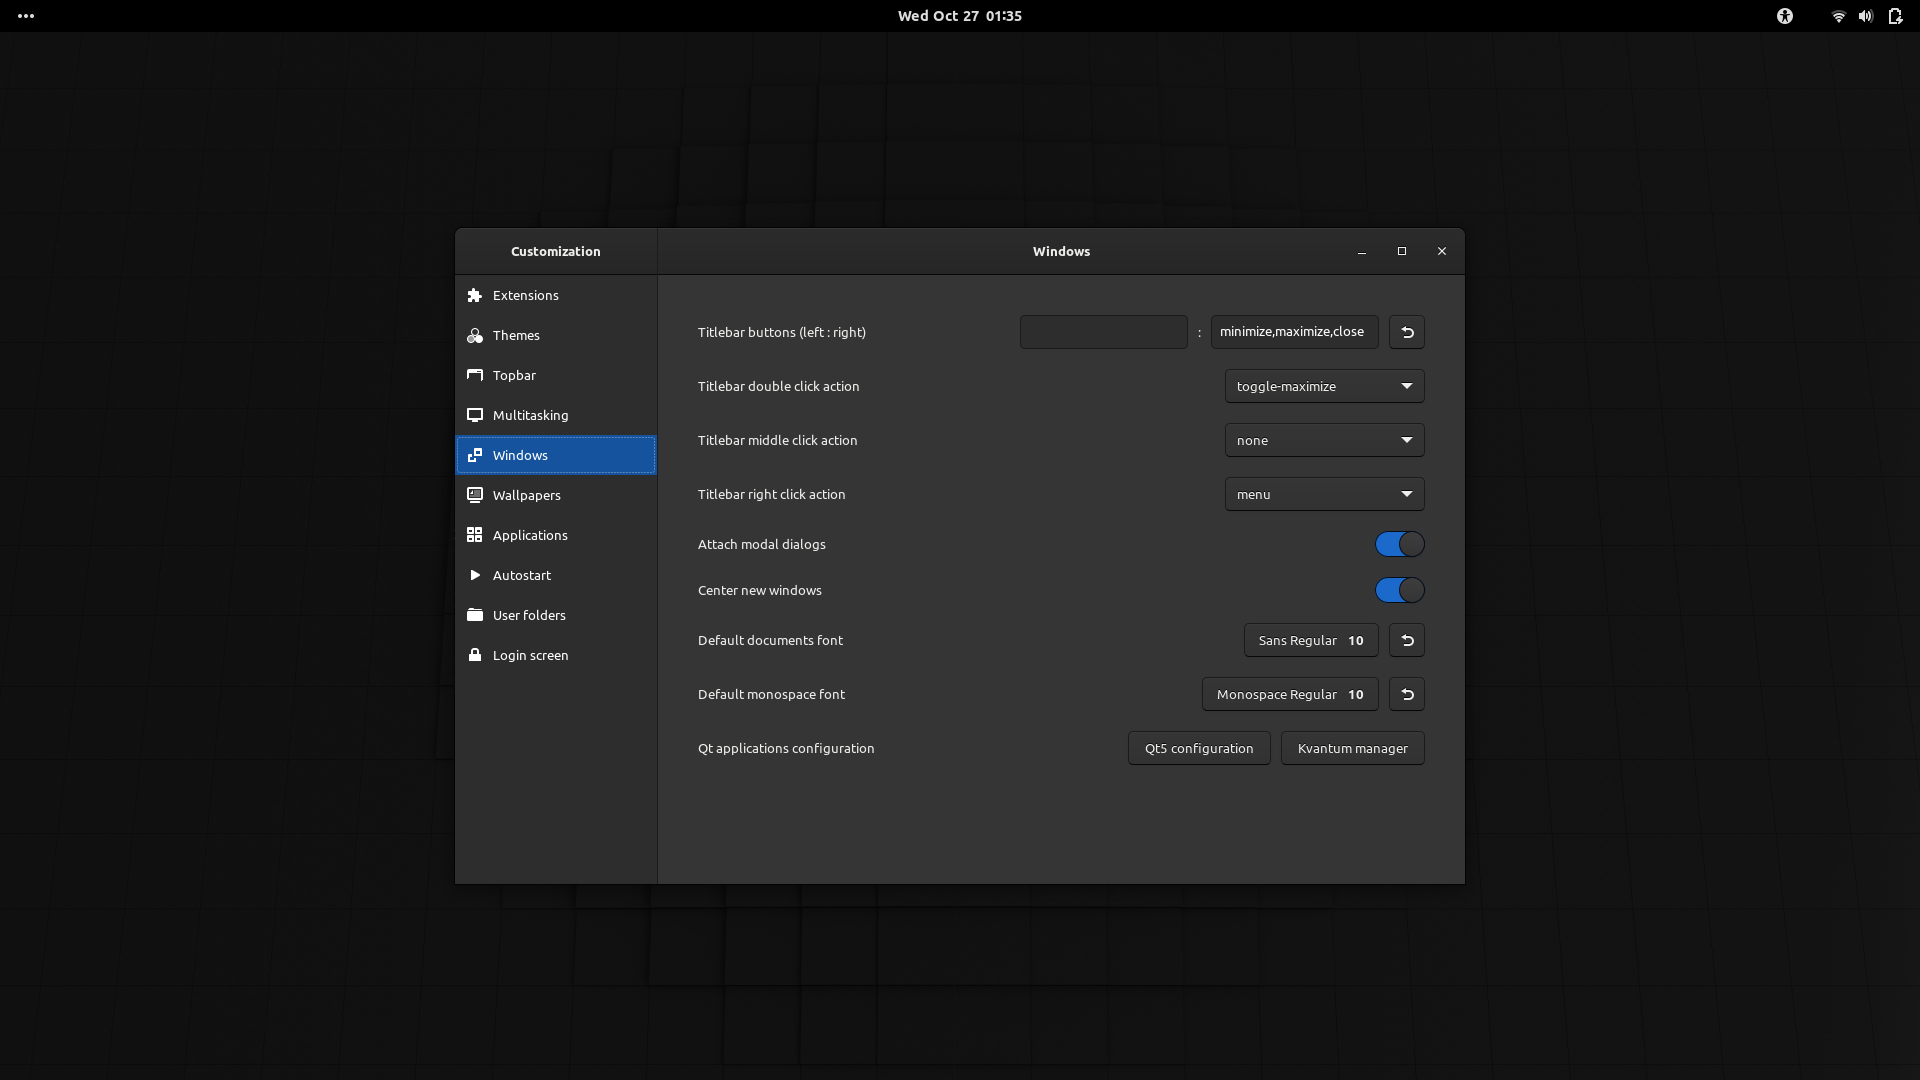 Wed Oct 27 01:35
Customization
Windows
Extensions
Themes
Topbar
Multitasking
Windows
Wallpapers
Applications
Autostart
User folders
Login screen
Titlebar buttons (left : right) : minimize,maximize,close
Titlebar double click action toggle-maximize
Titlebar middle click action none
Titlebar right click action menu
Attach modal dialogs
Center new windows
Default documents font Sans Regular 10
Default monospace font Monospace Regular 10
Qt applications configuration Qt5 configuration Kvantum manager